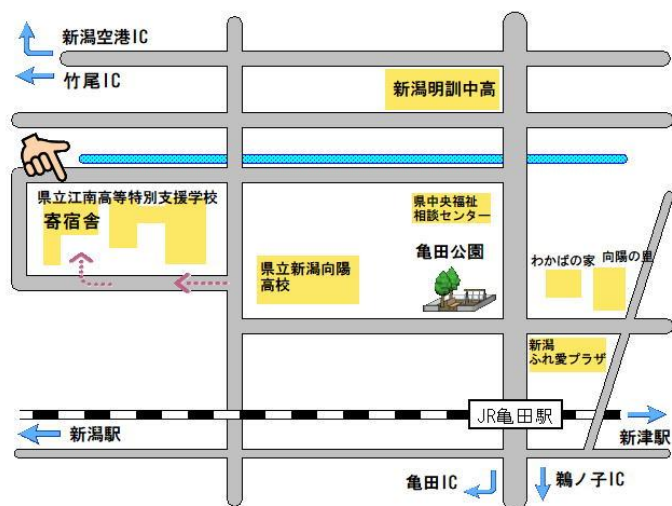 新潟空港IC
竹尾IC
新潟明訓中高
県立江南高等特別支援学校
寄宿舎
県中央福祉
相談センター
亀田公園
県立新潟向陽
高校
わかばの家
向陽の里
新潟
ふれ愛プラザ
JR亀田駅
新潟駅
新津駅
亀田IC
鵜ノ子IC